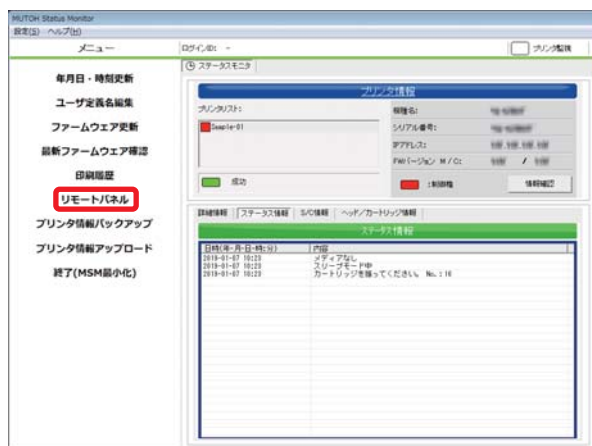 MUTOH Status Monitor
設定(S) ヘルプ(H)
メニュー
ログインID: -
プリンタ監視
ステータスモニタ
年月日・時刻更新
ユーザ定義名編集
ファームウェア更新
最新ファームウェア確認
印刷履歴
リモートパネル
プリンタ情報バックアップ
プリンタ情報アップロード
終了(MSM最小化)
プリンタ情報
プリンタリスト:
Sample-01
成功
機種名:
シリアル番号:
IPアドレス:
FWバージョン M / C:
/
情報確認
詳細情報 ステータス情報 S/C情報 ヘッド/カートリッジ情報
ステータス情報
日時(年-月-日-時:分) 内容
2019-01-07 10:23 メディアなし
2019-01-07 10:23 スリープモード中
2019-01-07 10:23 カートリッジを振ってください。 No.:16